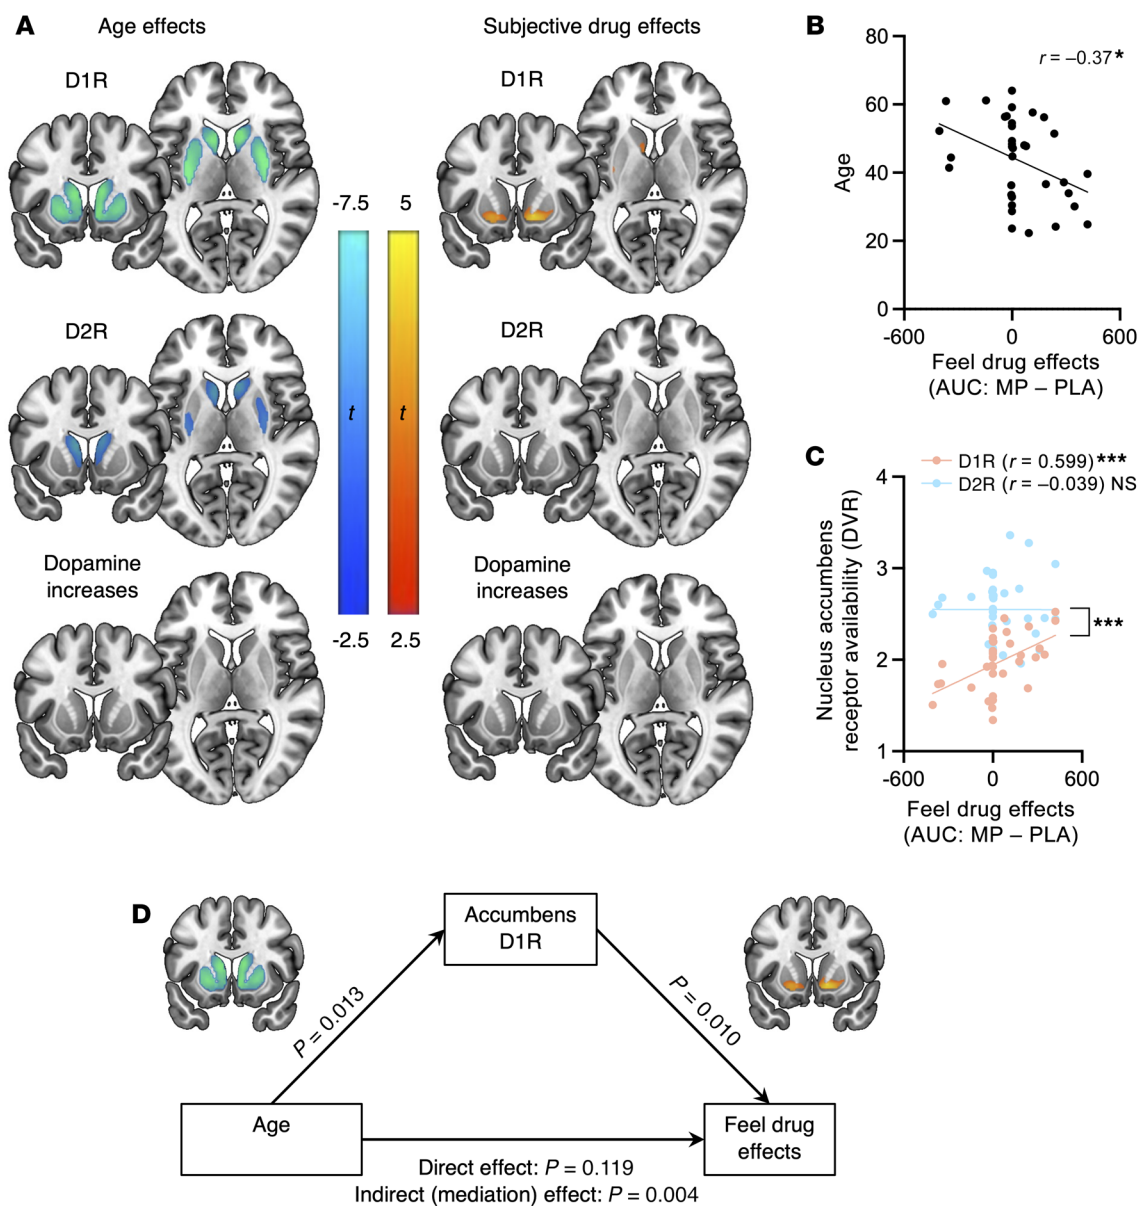 A
Age effects
Subjective drug effects
D1R
D1R
-7.5
5
D2R
D2R
t
t
Dopamine
increases
Dopamine
increases
-2.5
2.5
B
r = –0.37*
80
60
40
20
0
Age
-600
0
600
Feel drug effects
(AUC: MP – PLA)
C
D1R (r = 0.599)***
D2R (r = –0.039) NS
4
3
2
1
Nucleus accumbens
receptor availability (DVR)
***
-600
0
600
Feel drug effects
(AUC: MP – PLA)
D
Accumbens
D1R
P = 0.013
P = 0.010
Age
Feel drug
effects
Direct effect: P = 0.119
Indirect (mediation) effect: P = 0.004